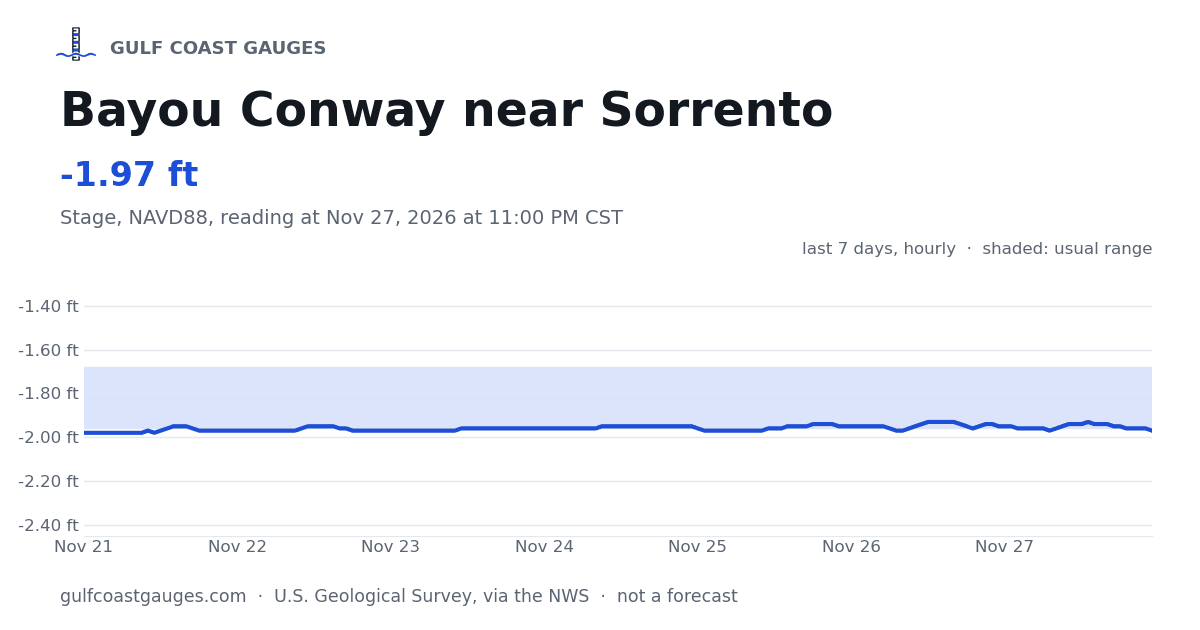 GULF COAST GAUGES
Bayou Conway near Sorrento
-1.97 ft
Stage, NAVD88, reading at Nov 27, 2026 at 11:00 PM CST
last 7 days, hourly · shaded: usual range
-1.40 ft
-1.60 ft
-1.80 ft
-2.00 ft
-2.20 ft
-2.40 ft
Nov 21 Nov 22 Nov 23 Nov 24 Nov 25 Nov 26 Nov 27
gulfcoastgauges.com · U.S. Geological Survey, via the NWS · not a forecast